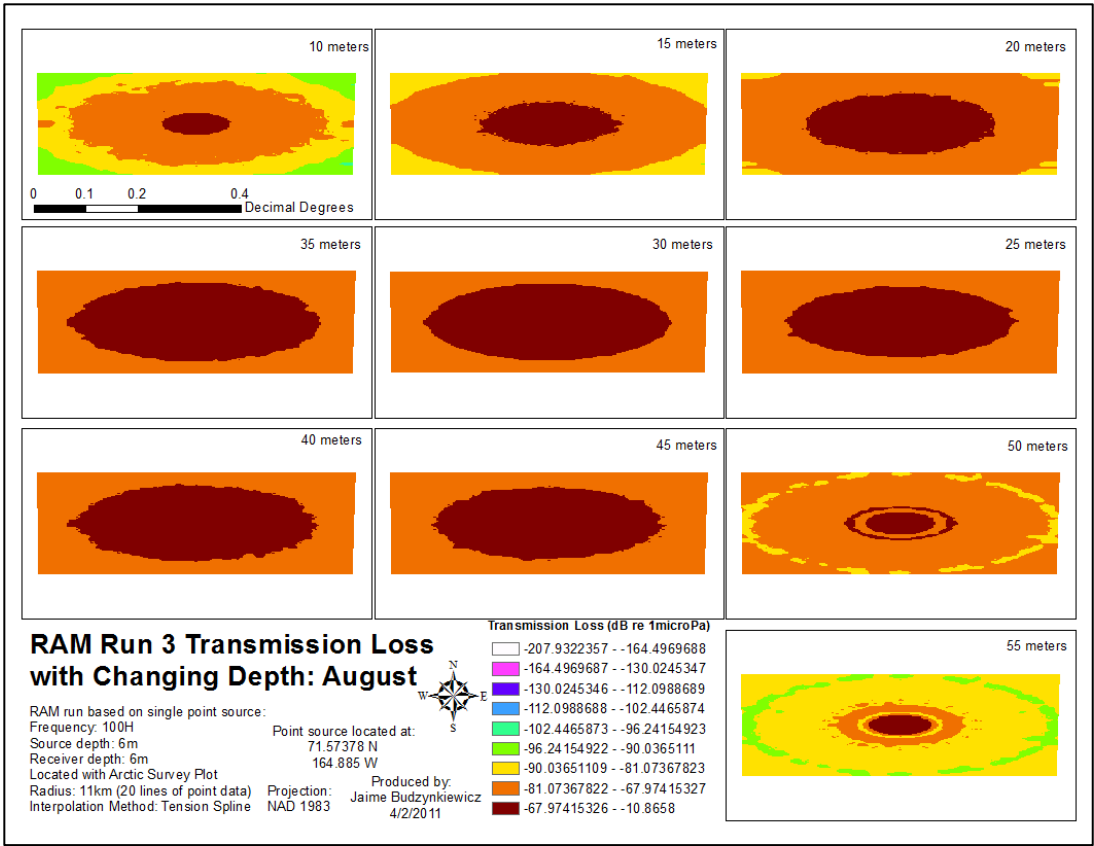 10 meters
15 meters
20 meters
0 0.1 0.2 0.4
Decimal Degrees
35 meters
30 meters
25 meters
40 meters
45 meters
50 meters
55 meters
RAM Run 3 Transmission Loss
with Changing Depth: August
N
W E
S
RAM run based on single point source:
Frequency: 100H
Source depth: 6m
Receiver depth: 6m
Located with Arctic Survey Plot
Radius: 11km (20 lines of point data)
Interpolation Method: Tension Spline
Point source located at:
71.57378 N
164.885 W
Projection:
NAD 1983
Produced by:
Jaime Budzynkiewicz
4/2/2011
Transmission Loss (dB re 1microPa)
-207.9322357 - -164.4969688
-164.4969687 - -130.0245347
-130.0245346 - -112.0988689
-112.0988688 - -102.4465874
-102.4465873 - -96.24154923
-96.24154922 - -90.0365111
-90.03651109 - -81.07367823
-81.07367822 - -67.97415327
-67.97415326 - -10.8658